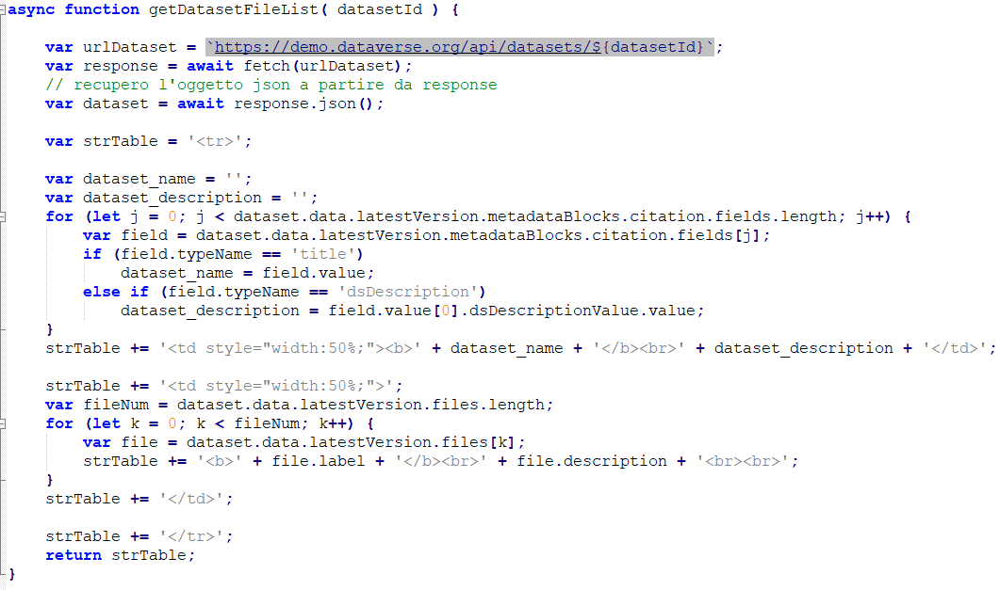 async function getDatasetFileList( datasetId ) {
var urlDataset = `https://demo.dataverse.org/api/datasets/${datasetId}`;
var response = await fetch(urlDataset);
// recupero l'oggetto json a partire da response
var dataset = await response.json();
var strTable = '<tr>';
var dataset_name = '';
var dataset_description = '';
for (let j = 0; j < dataset.data.latestVersion.metadataBlocks.citation.fields.length; j++) {
var field = dataset.data.latestVersion.metadataBlocks.citation.fields[j];
if (field.typeName == 'title')
dataset_name = field.value;
else if (field.typeName == 'dsDescription')
dataset_description = field.value[0].dsDescriptionValue.value;
}
strTable += '<td style="width:50%;"><b>' + dataset_name + '</b><br>' + dataset_description + '</td>';
strTable += '<td style="width:50%;">';
var fileNum = dataset.data.latestVersion.files.length;
for (let k = 0; k < fileNum; k++) {
var file = dataset.data.latestVersion.files[k];
strTable += '<b>' + file.label + '</b><br>' + file.description + '<br><br>';
}
strTable += '</td>';
strTable += '</tr>';
return strTable;
}